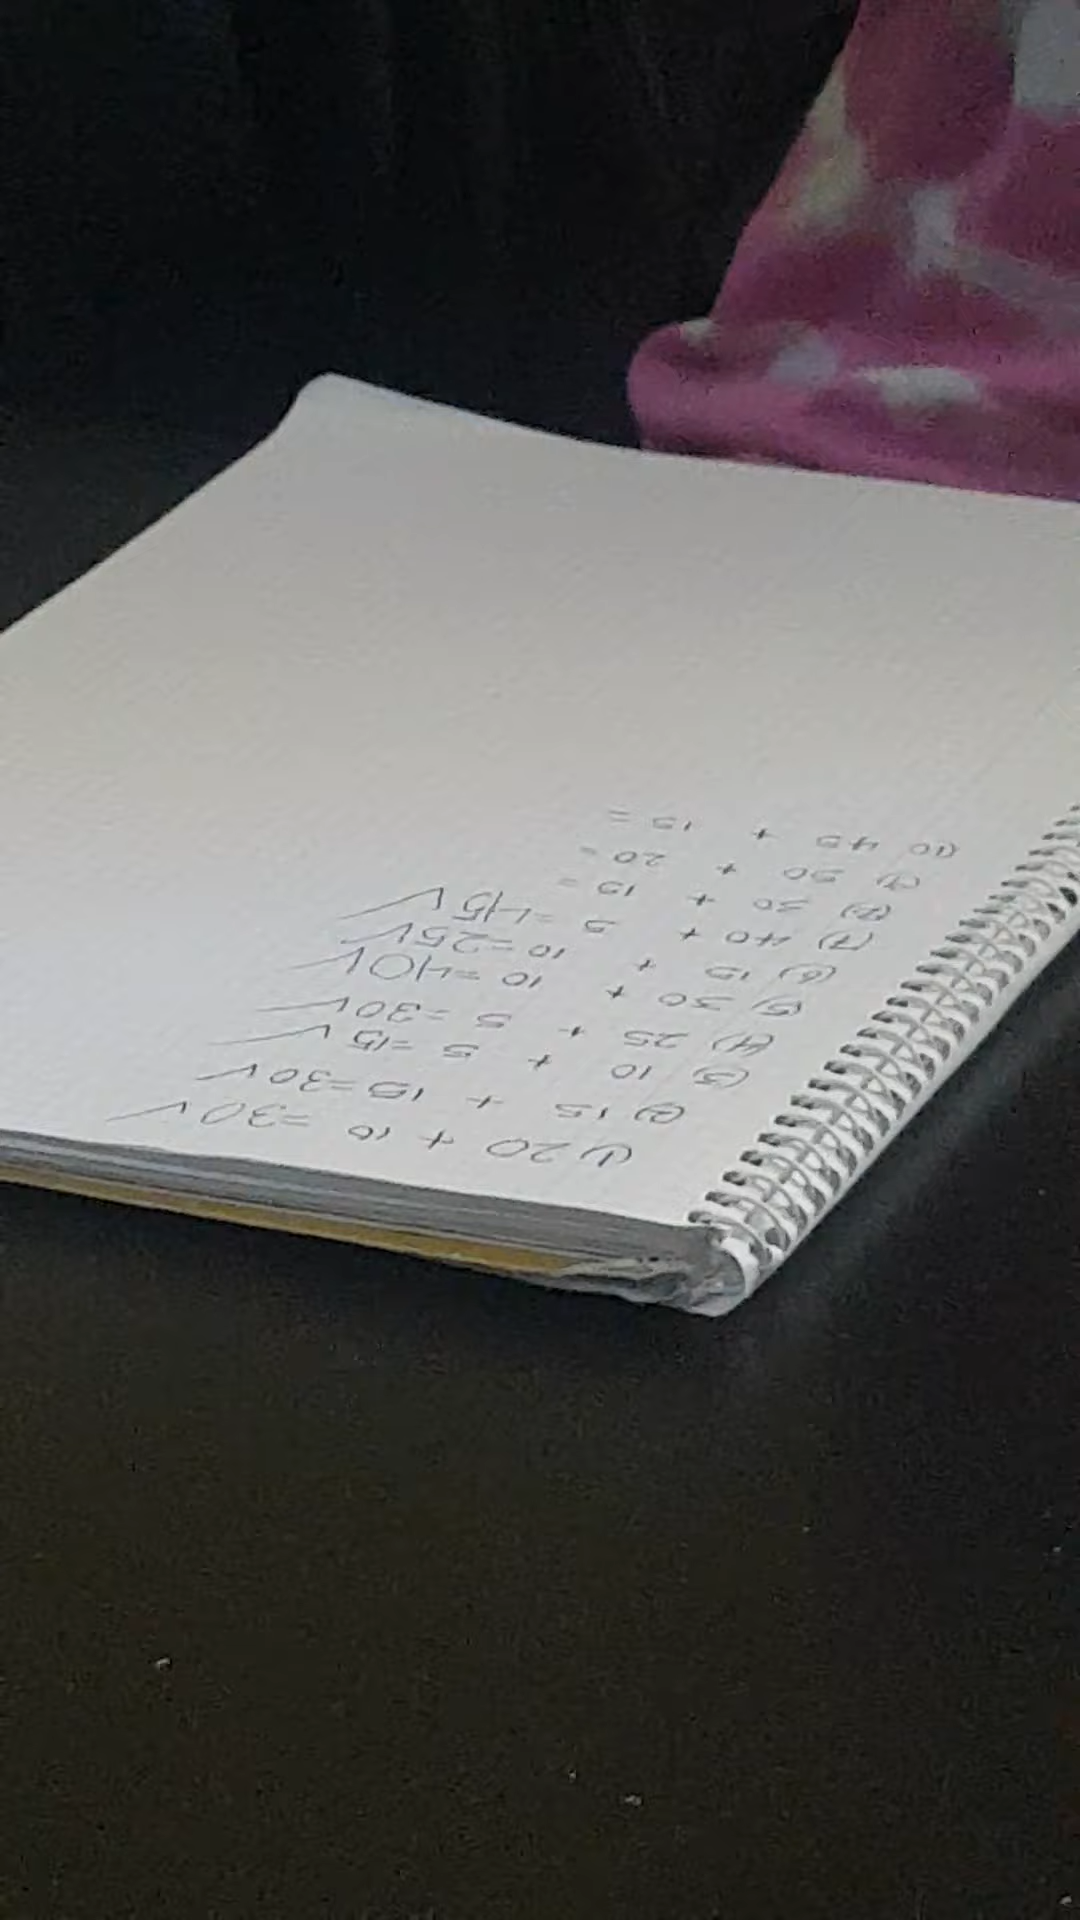 1) 20 + 10 =30 ✓
2) 15 + 15 =30 ✓
(3) 10 + 5 =15 ✓
(4) 25 + 5 =30 ✓
(5) 30 + 10 =40 ✓
(6) 15 + 10 =25 ✓
(7) 40 + 5 =45 ✓
(8) 30 + 15 =
(9) 50 + 20 =
(10 45 + 15 =